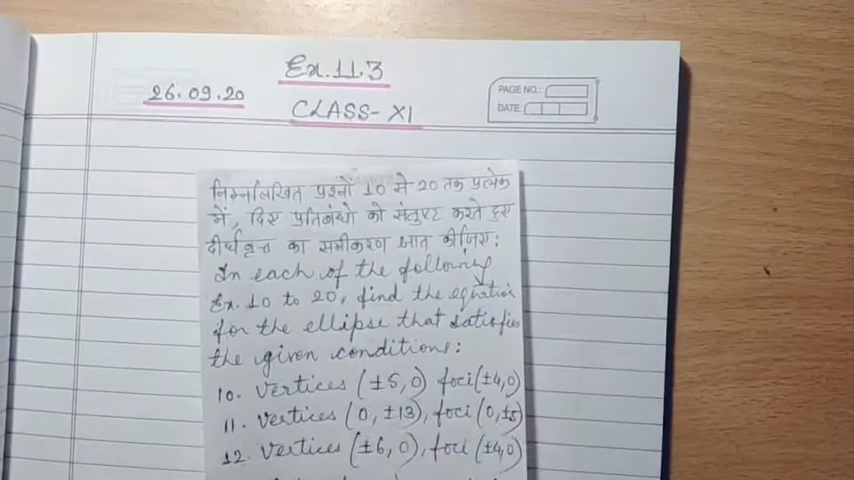 Ex. 11.3
26.09.20
CLASS- XI
PAGE NO.:
DATE:
निम्नलिखित प्रश्नों 10 से 20 तक प्रत्येक
में, दिए प्रतिबंधो को संतुष्ट करते हुए
दीर्घवृत्त का समीकरण ज्ञात कीजिए:
In each of the following
Ex. 10 to 20, find the equation
for the ellipse that satisfies
the given conditions:
10. Vertices (±5,0) foci (±4,0)
11. Vertices (0, ±13), foci (0, ±5)
12. Vertices (±6, 0), foci (±4,0)